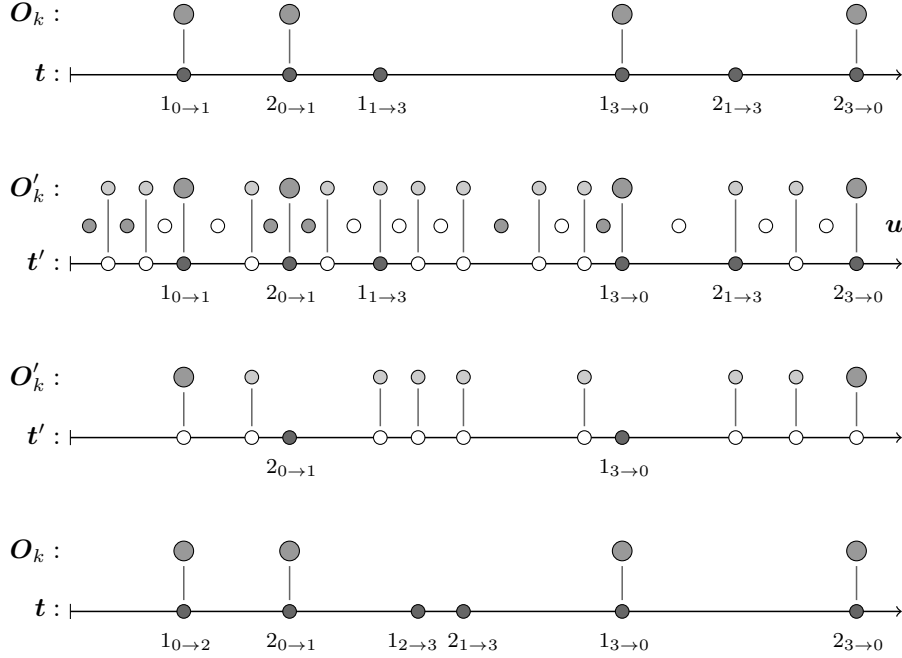 O_k :
t :
1_{0→1} 2_{0→1} 1_{1→3} 1_{3→0} 2_{1→3} 2_{3→0}
O'_k :
u
t' :
1_{0→1} 2_{0→1} 1_{1→3} 1_{3→0} 2_{1→3} 2_{3→0}
O'_k :
t' :
2_{0→1} 1_{3→0}
O_k :
t :
1_{0→2} 2_{0→1} 1_{2→3} 2_{1→3} 1_{3→0} 2_{3→0}